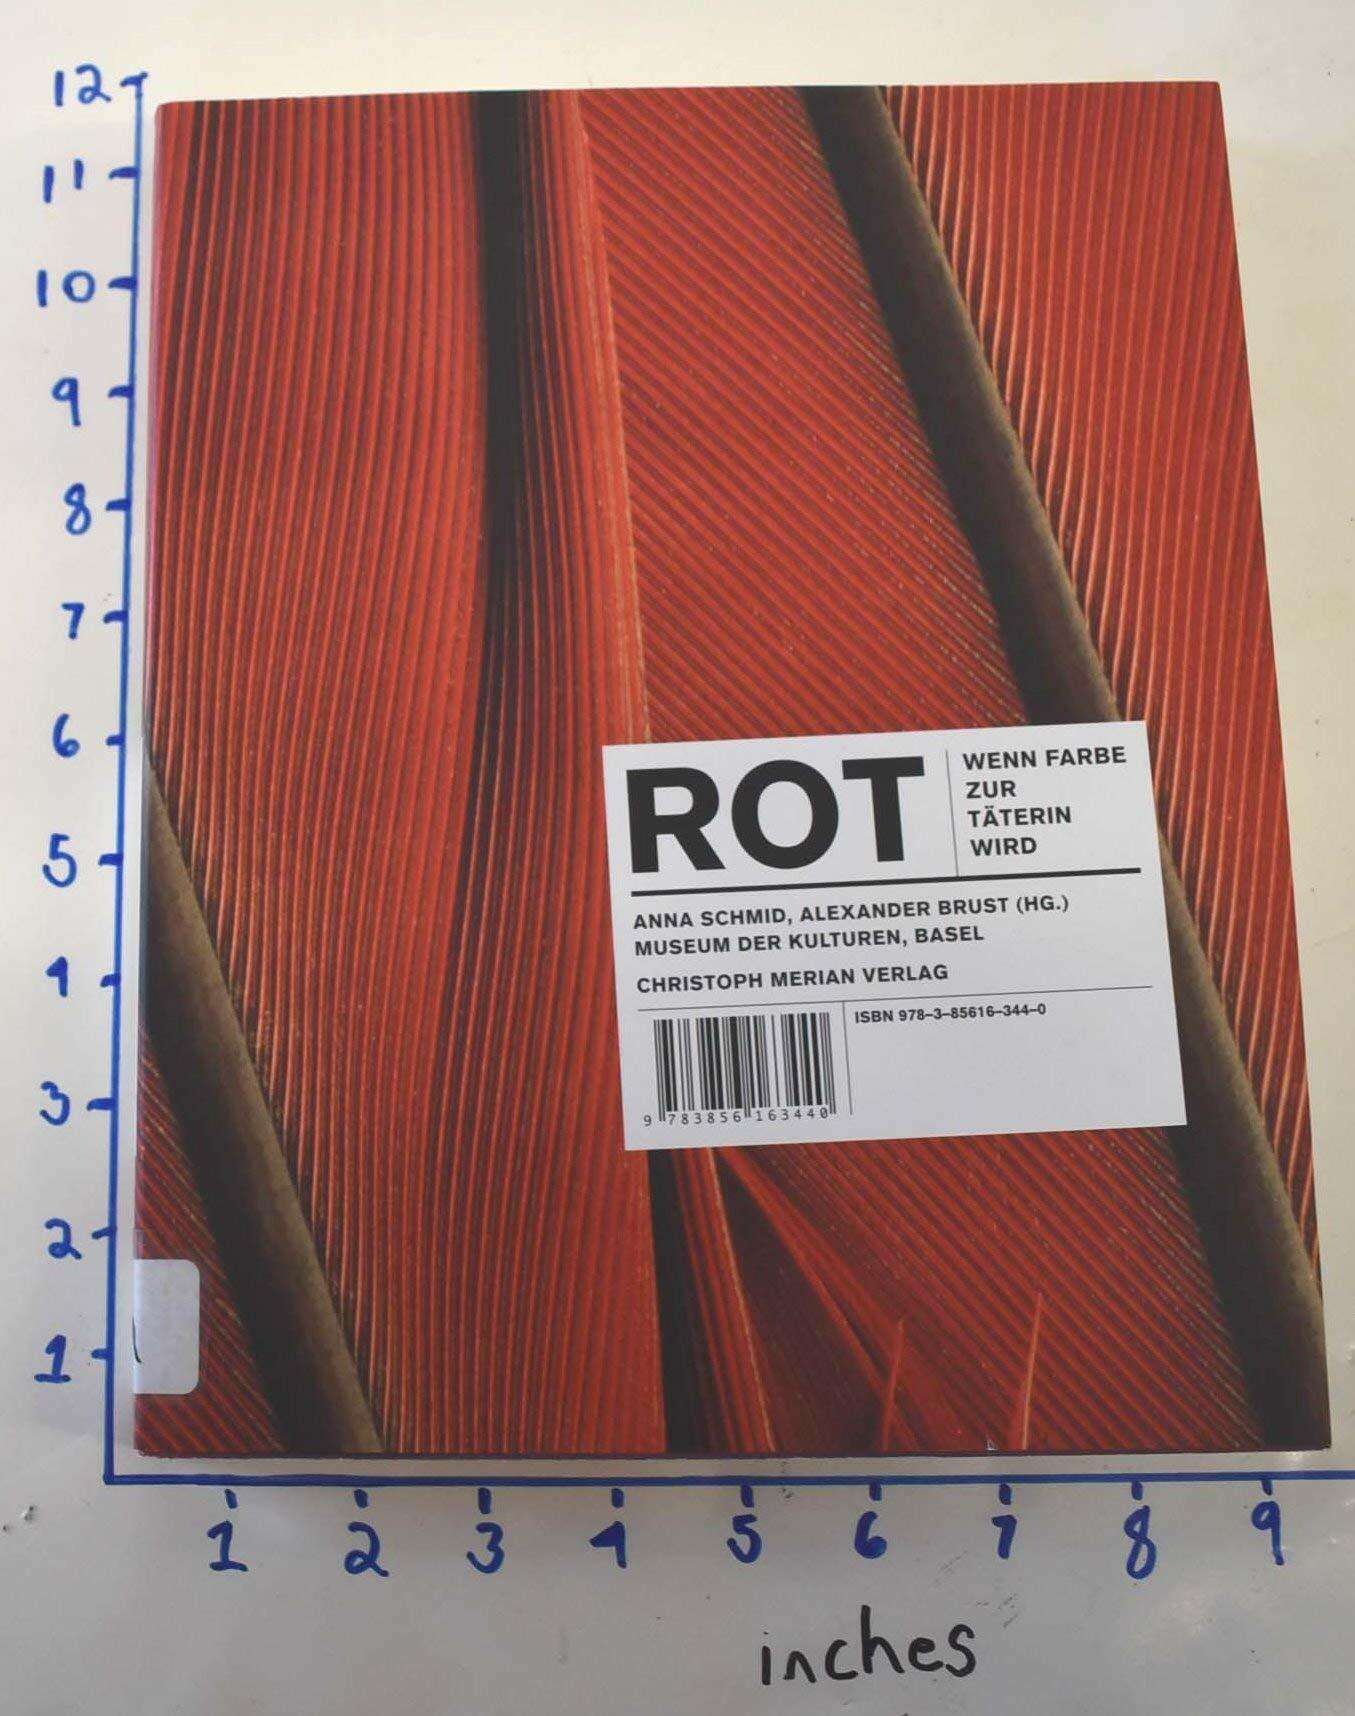 12
11
10
9
8
7
6
5
4
3
2
1
ROT
WENN FARBE
ZUR
TÄTERIN
WIRD
ANNA SCHMID, ALEXANDER BRUST (HG.)
MUSEUM DER KULTUREN, BASEL
CHRISTOPH MERIAN VERLAG
ISBN 978-3-85616-344-0
9 783856 163440
1 2 3 4 5 6 7 8 9
inches